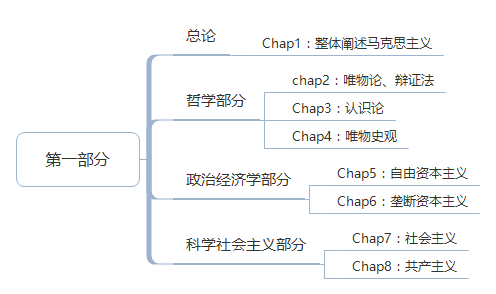 总论
Chap1：整体阐述马克思主义
chap2：唯物论、辩证法
哲学部分
Chap3：认识论
Chap4：唯物史观
第一部分
政治经济学部分
Chap5：自由资本主义
Chap6：垄断资本主义
科学社会主义部分
Chap7：社会主义
Chap8：共产主义